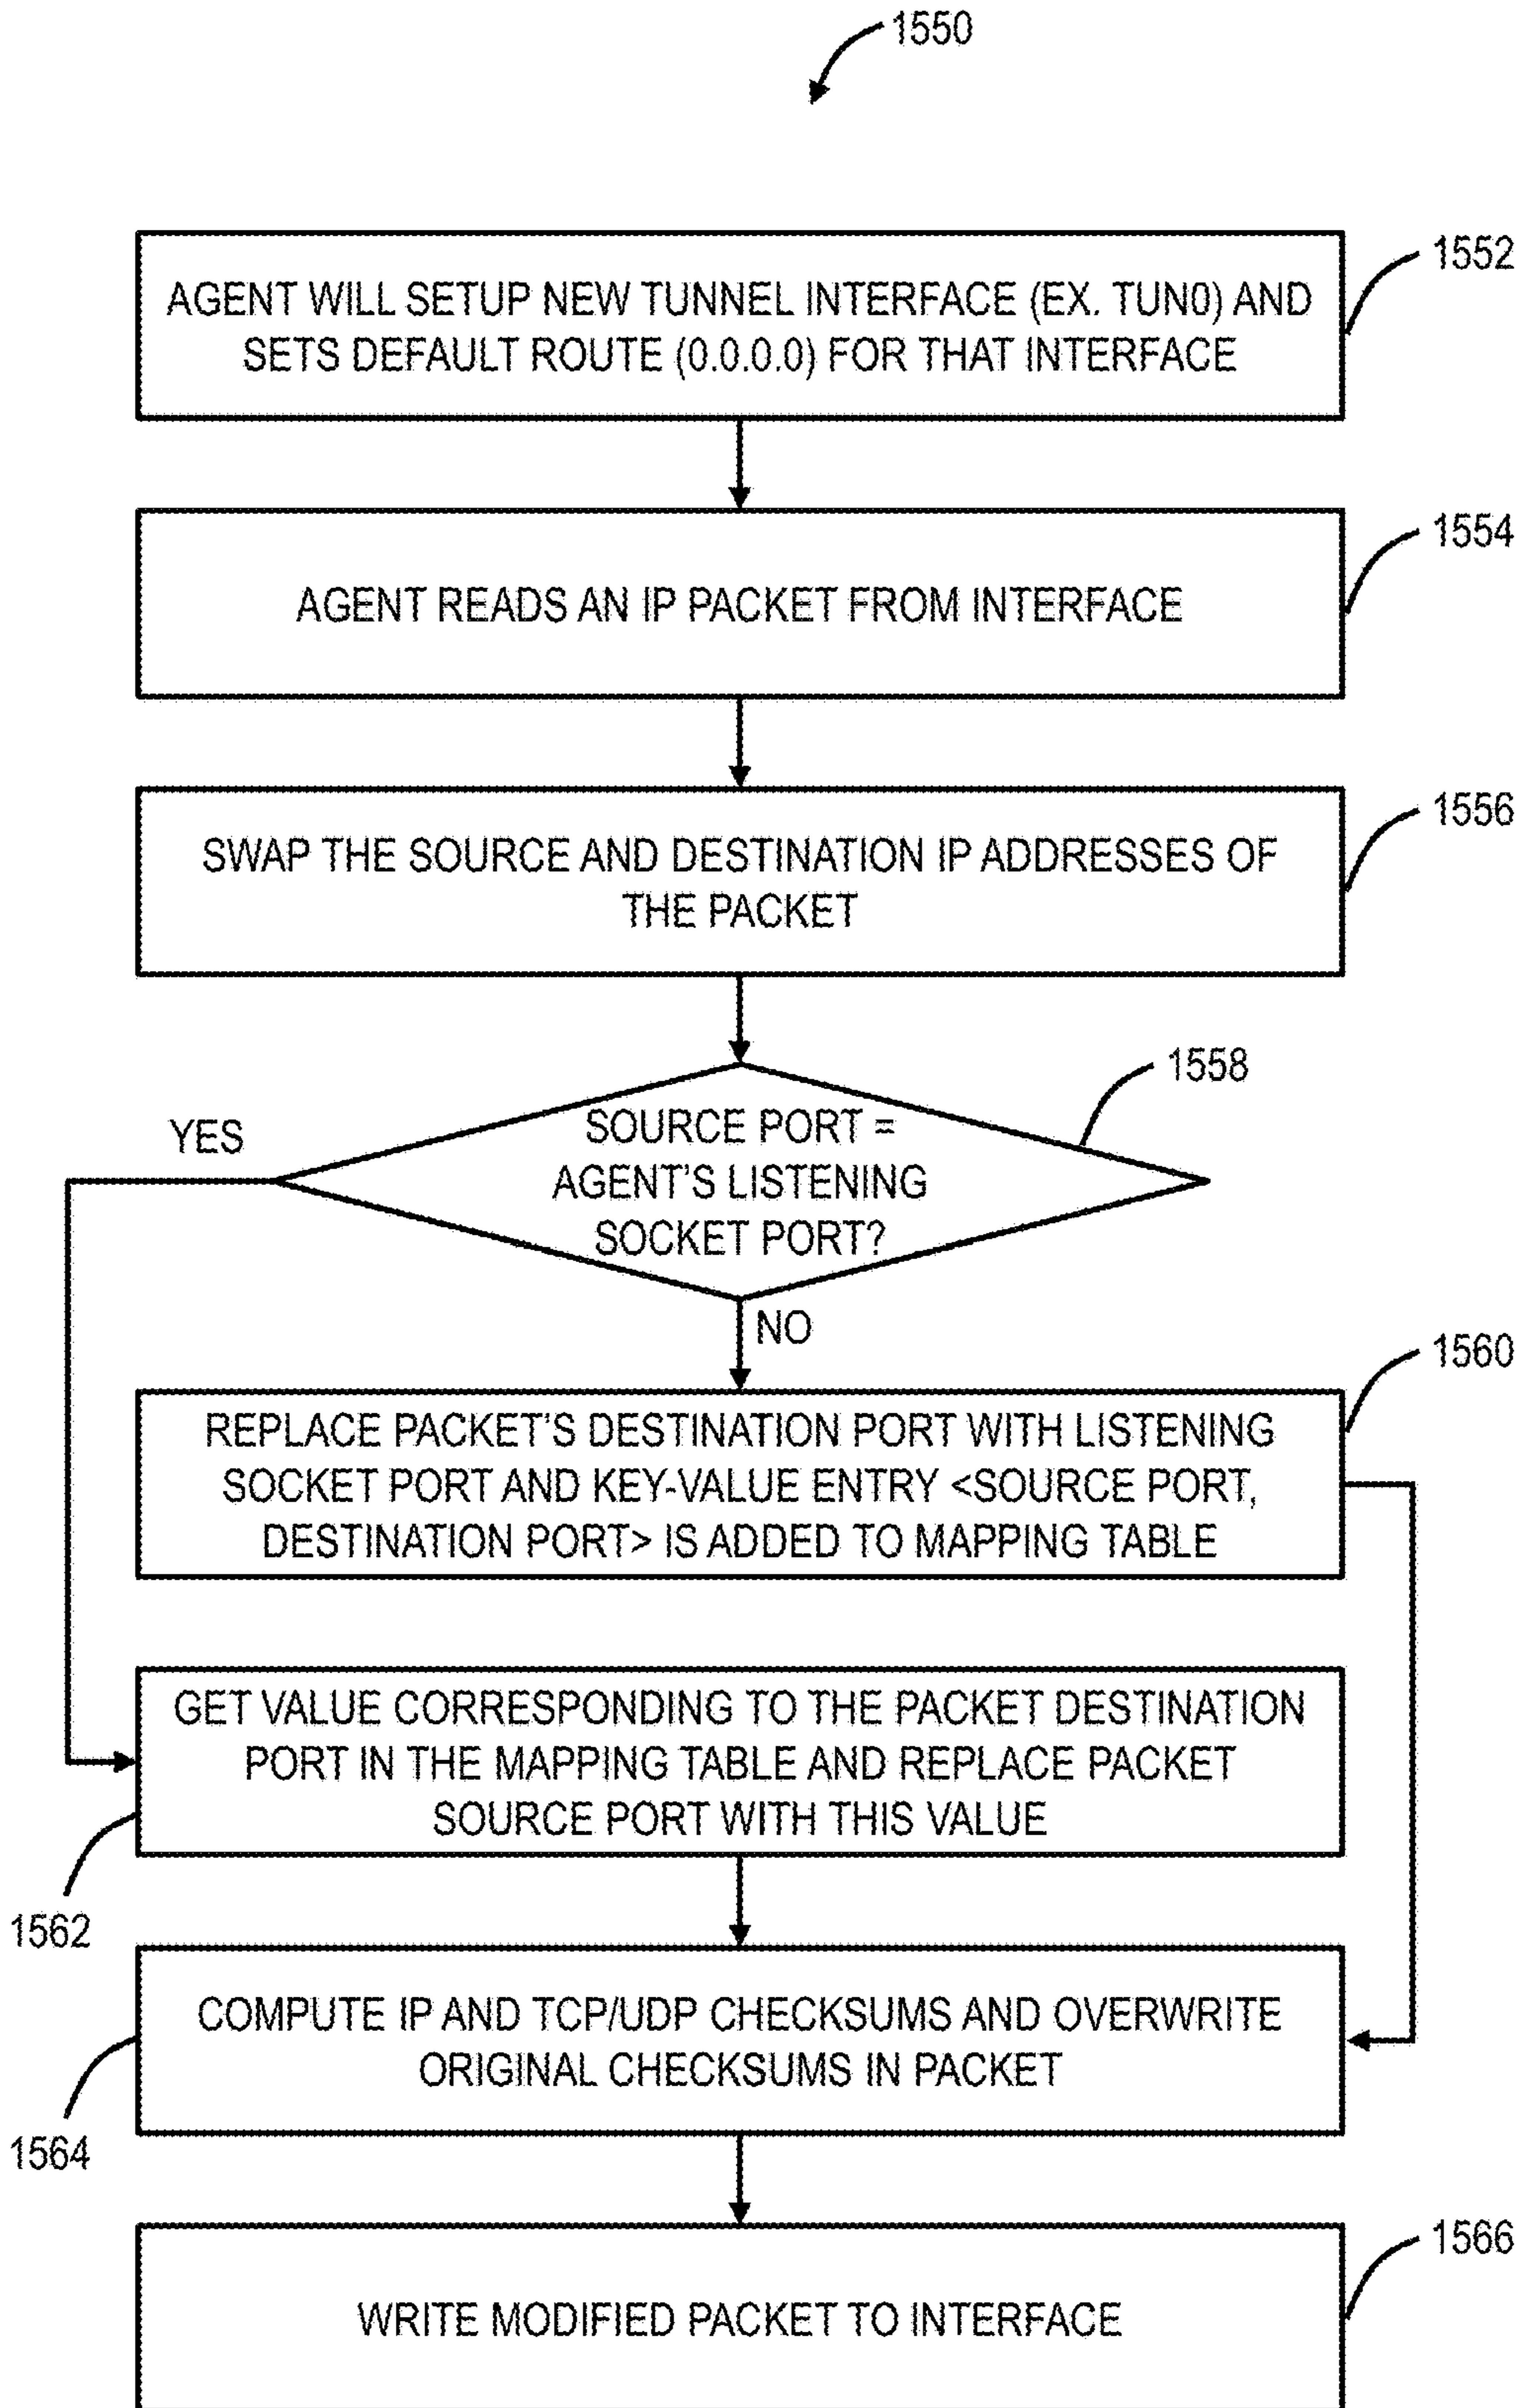 1550
1552
AGENT WILL SETUP NEW TUNNEL INTERFACE (EX. TUN0) AND
SETS DEFAULT ROUTE (0.0.0.0) FOR THAT INTERFACE
1554
AGENT READS AN IP PACKET FROM INTERFACE
1556
SWAP THE SOURCE AND DESTINATION IP ADDRESSES OF
THE PACKET
1558
YES
SOURCE PORT =
AGENT'S LISTENING
SOCKET PORT?
NO
1560
REPLACE PACKET'S DESTINATION PORT WITH LISTENING
SOCKET PORT AND KEY-VALUE ENTRY <SOURCE PORT,
DESTINATION PORT> IS ADDED TO MAPPING TABLE
GET VALUE CORRESPONDING TO THE PACKET DESTINATION
PORT IN THE MAPPING TABLE AND REPLACE PACKET
SOURCE PORT WITH THIS VALUE
1562
COMPUTE IP AND TCP/UDP CHECKSUMS AND OVERWRITE
ORIGINAL CHECKSUMS IN PACKET
1564
1566
WRITE MODIFIED PACKET TO INTERFACE